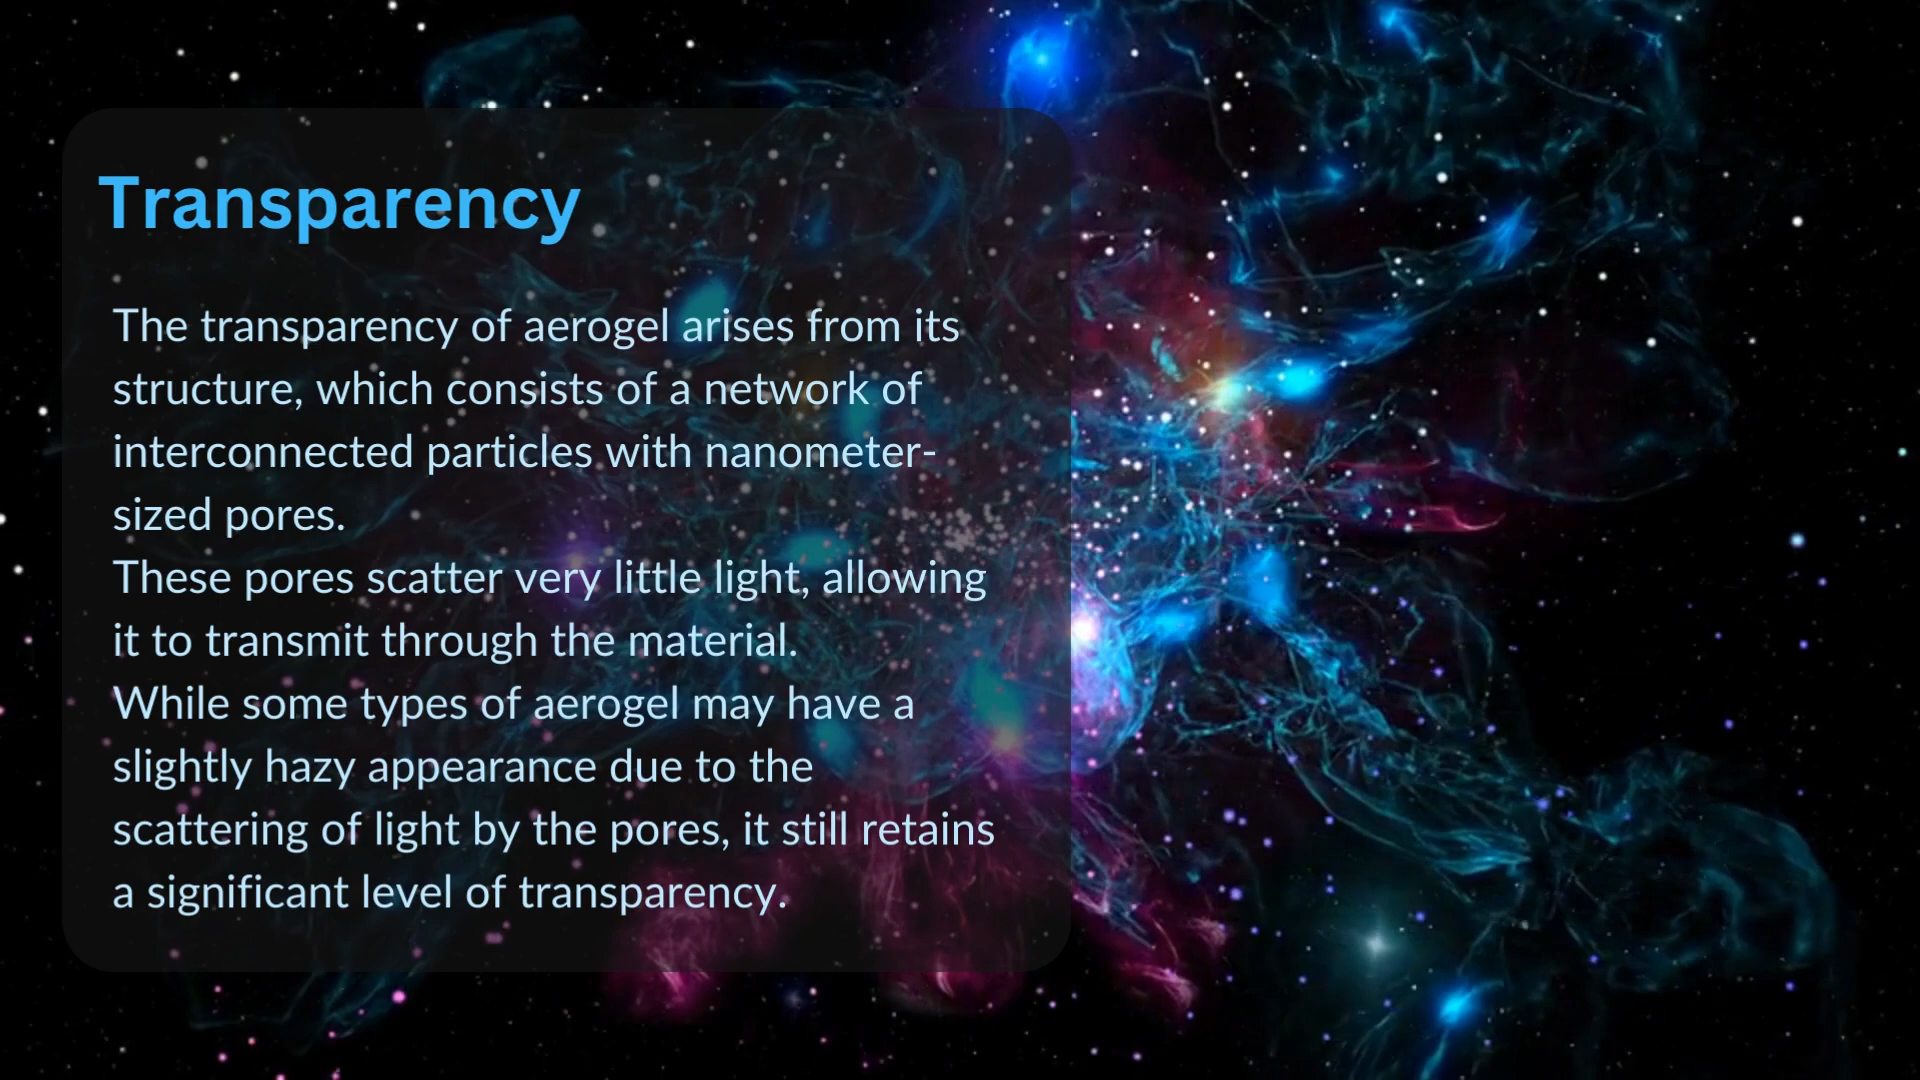 Transparency
The transparency of aerogel arises from its
structure, which consists of a network of
interconnected particles with nanometer-
sized pores.
These pores scatter very little light, allowing
it to transmit through the material.
While some types of aerogel may have a
slightly hazy appearance due to the
scattering of light by the pores, it still retains
a significant level of transparency.